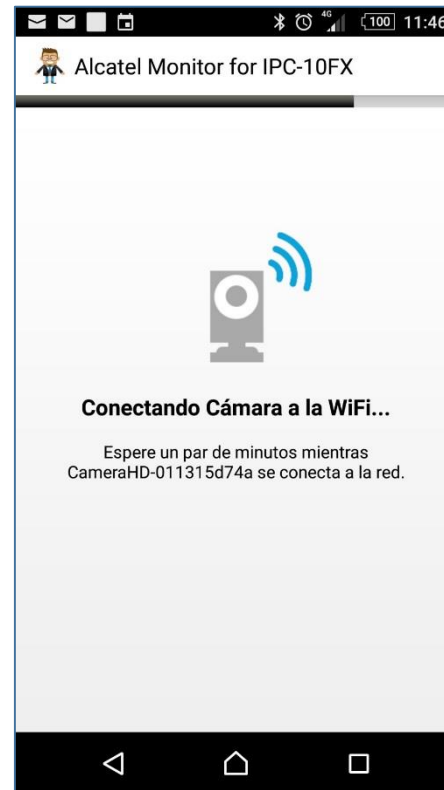 4G 100 11:46
Alcatel Monitor for IPC-10FX
Conectando Cámara a la WiFi...
Espere un par de minutos mientras
CameraHD-011315d74a se conecta a la red.